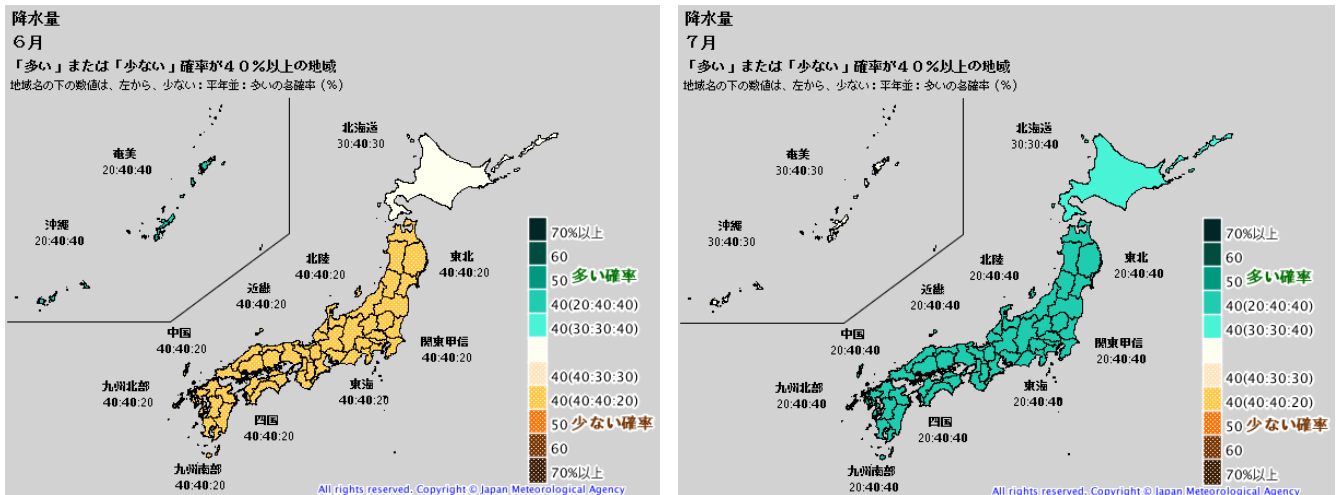 降水量
6月
「多い」または「少ない」確率が40%以上の地域
地域名の下の数値は、左から、少ない：平年並：多いの各確率（%）
北海道
30:40:30
奄美
20:40:40
沖縄
20:40:40
北陸
40:40:20
東北
40:40:20
近畿
40:40:20
中国
40:40:20
関東甲信
40:40:20
九州北部
40:40:20
東海
40:40:20
四国
40:40:20
九州南部
40:40:20
70%以上
60
50 多い確率
40(20:40:40)
40(30:30:40)
40(40:30:30)
40(40:40:20)
50 少ない確率
60
70%以上
All rights reserved. Copyright © Japan Meteorological Agency
降水量
7月
「多い」または「少ない」確率が40%以上の地域
地域名の下の数値は、左から、少ない：平年並：多いの各確率（%）
北海道
30:30:40
奄美
30:40:30
沖縄
30:40:30
北陸
20:40:40
東北
20:40:40
近畿
20:40:40
中国
20:40:40
関東甲信
20:40:40
九州北部
20:40:40
東海
20:40:40
四国
20:40:40
九州南部
20:40:40
70%以上
60
50 多い確率
40(20:40:40)
40(30:30:40)
40(40:30:30)
40(40:40:20)
50 少ない確率
60
70%以上
All rights reserved. Copyright © Japan Meteorological Agency